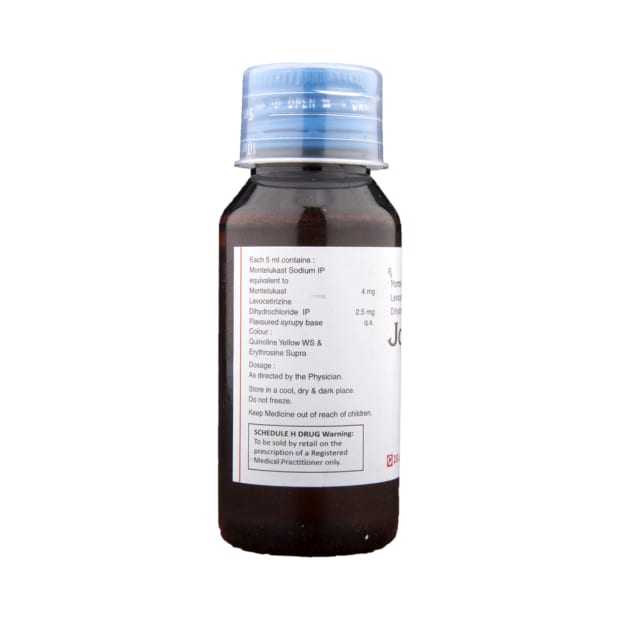 OPEN
Each 5 ml contains :
Montelukast Sodium IP
equivalent to
Montelukast 4 mg
Levocetirizine
Dihydrochloride IP 2.5 mg
Flavoured syrupy base q.s.
Colour :
Quinoline Yellow WS &
Erythrosine Supra
Dosage :
As directed by the Physician.
Store in a cool, dry & dark place.
Do not freeze.
Keep Medicine out of reach of children.
SCHEDULE H DRUG Warning:
To be sold by retail on the
prescription of a Registered
Medical Practitioner only.